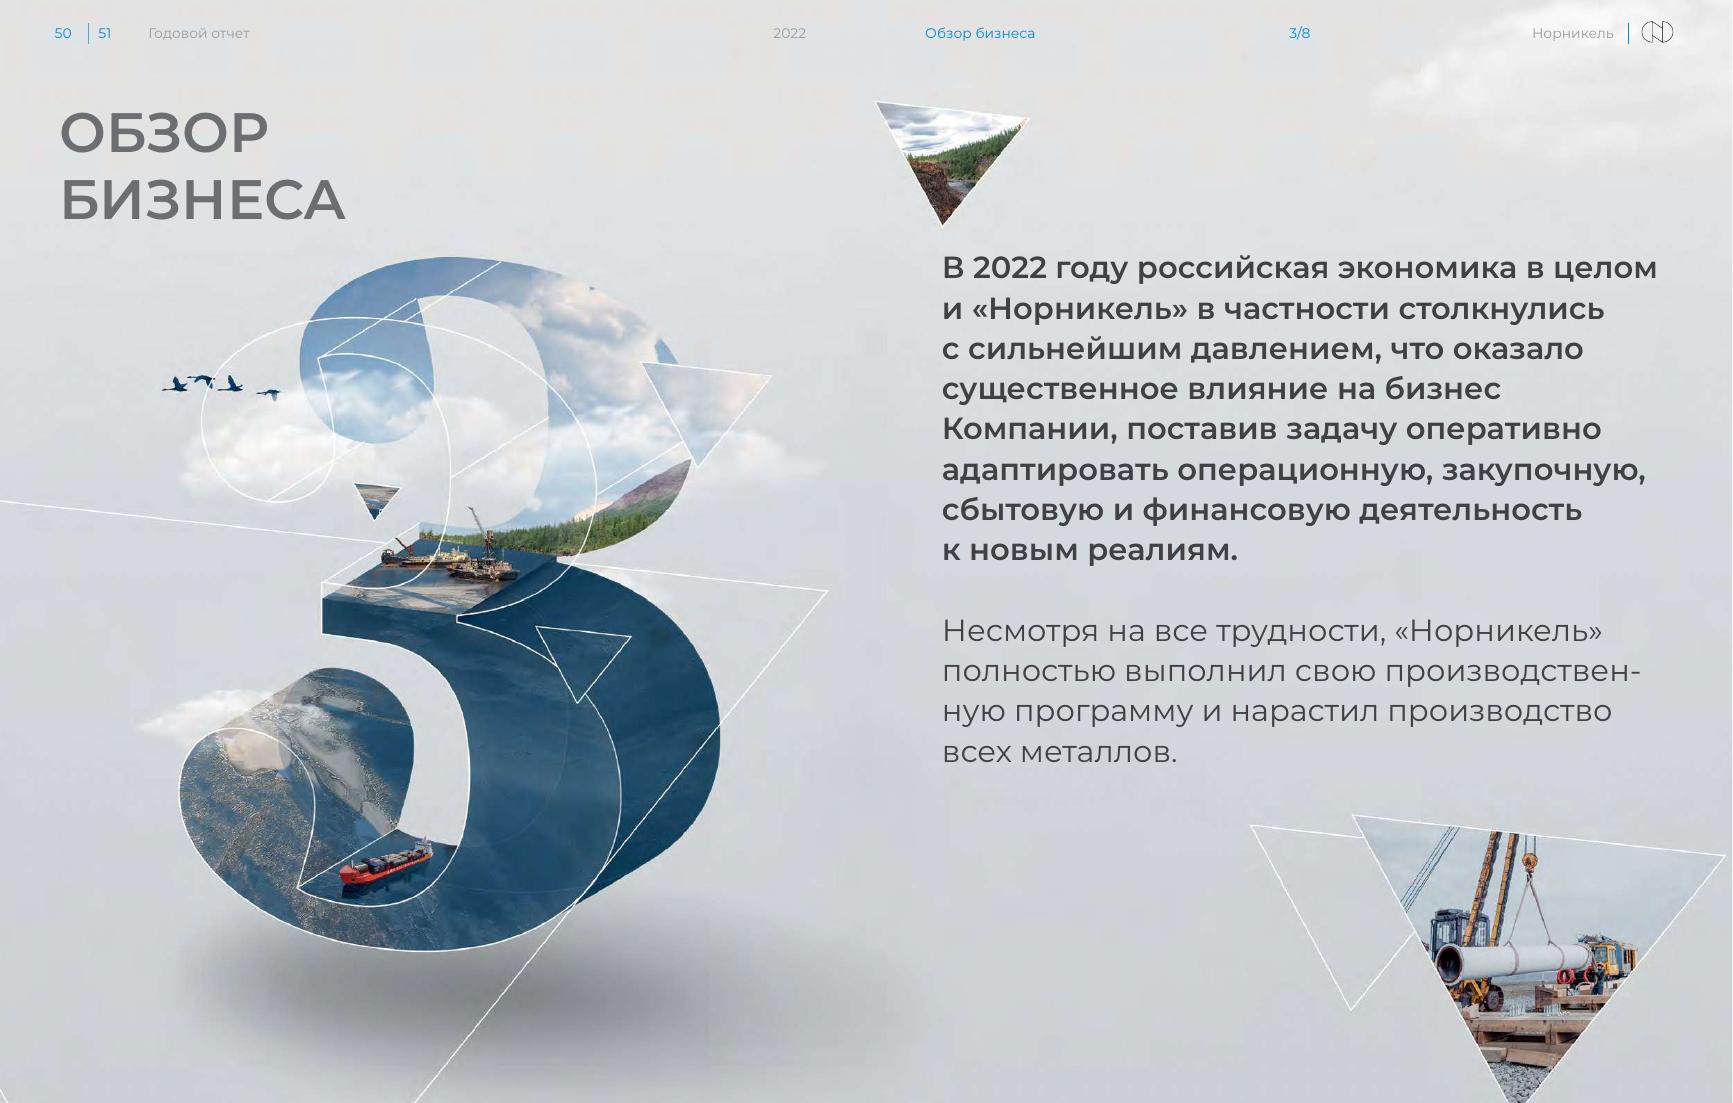 50 51 Годовой отчет 2022 Обзор бизнеса 3/8 Норникель
ОБЗОР
БИЗНЕСА
3
В 2022 году российская экономика в целом
и «Норникель» в частности столкнулись
с сильнейшим давлением, что оказало
существенное влияние на бизнес
Компании, поставив задачу оперативно
адаптировать операционную, закупочную,
сбытовую и финансовую деятельность
к новым реалиям.
Несмотря на все трудности, «Норникель»
полностью выполнил свою производствен-
ную программу и нарастил производство
всех металлов.